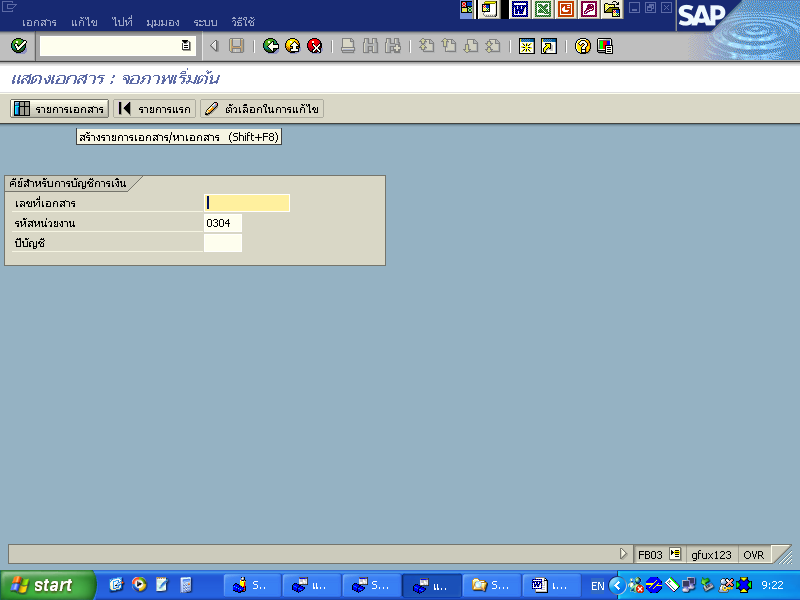 เอกสาร แก้ไข ไปที่ มุมมอง ระบบ วิธีใช้
SAP
แสดงเอกสาร : จอภาพเริ่มต้น
รายการเอกสาร รายการแรก ตัวเลือกในการแก้ไข
สร้างรายการเอกสาร/หาเอกสาร (Shift+F8)
คีย์สำหรับการบัญชีการเงิน
เลขที่เอกสาร
รหัสหน่วยงาน 0304
ปีบัญชี
FB03 gfux123 OVR
start S... แ... S... แ... S... เ... EN 9:22